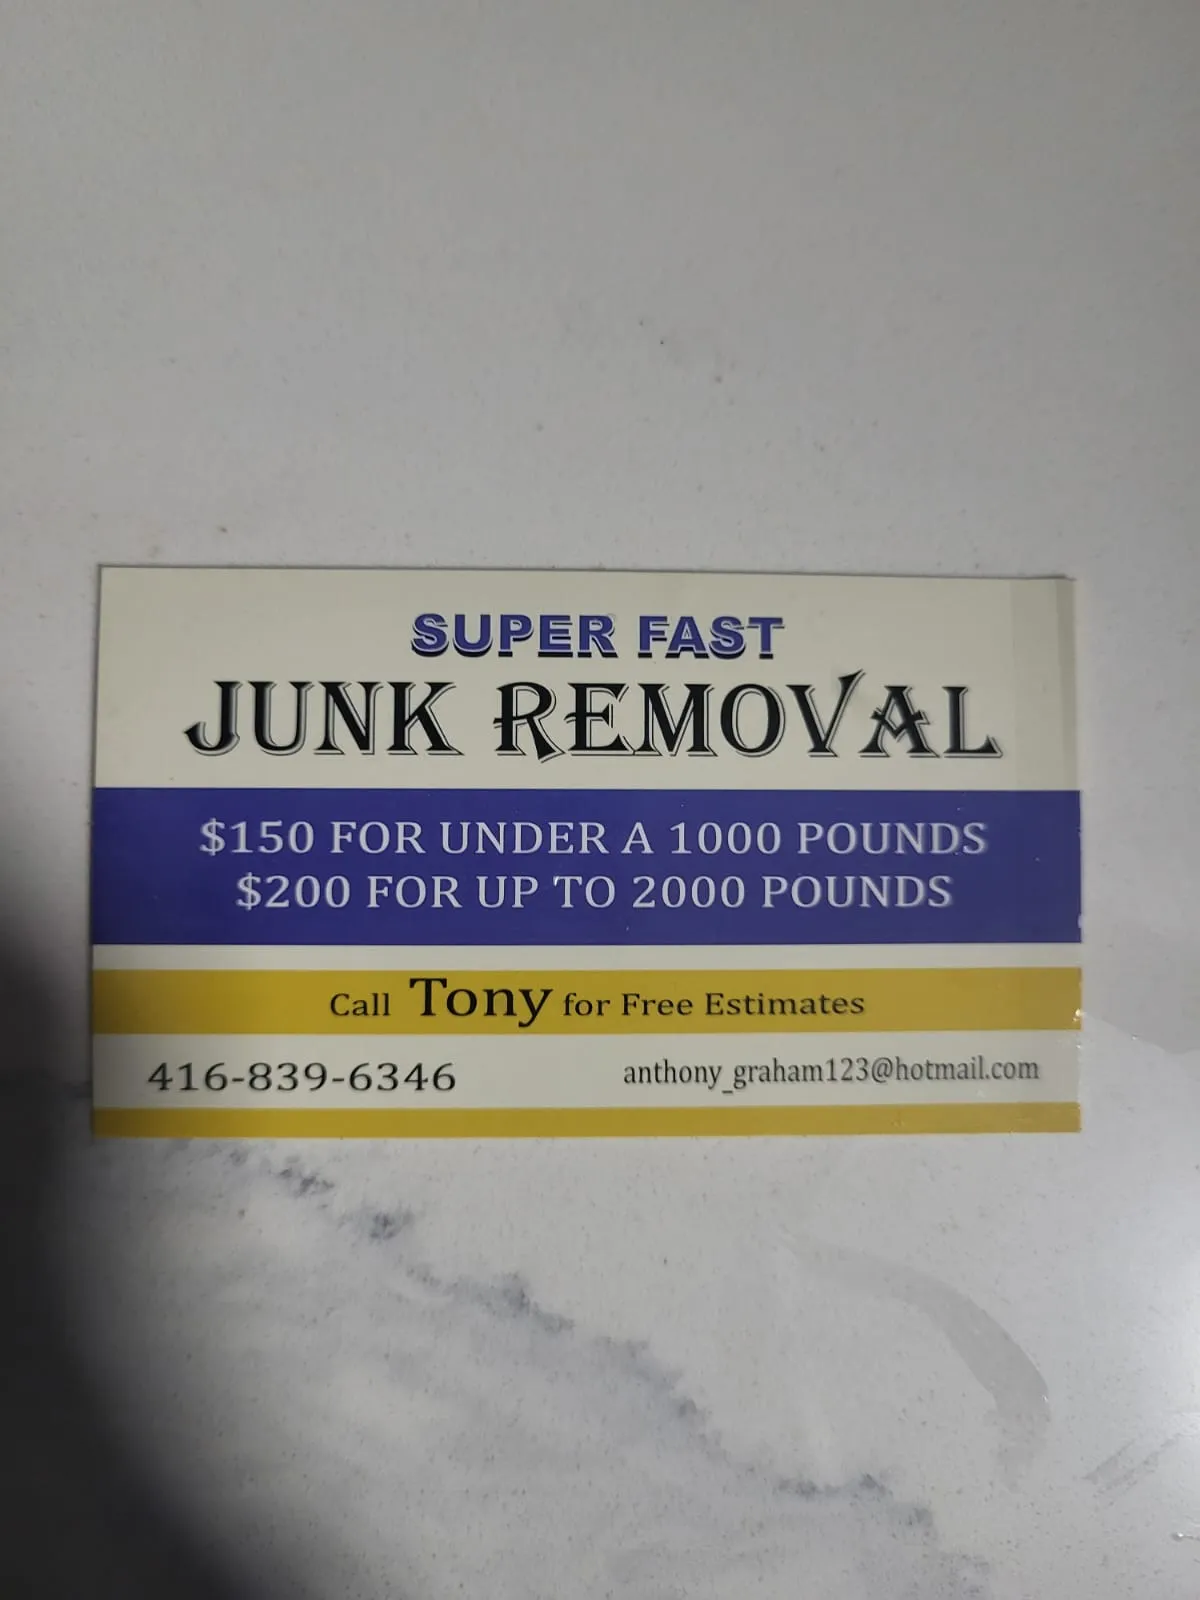 SUPER FAST
JUNK REMOVAL
$150 FOR UNDER A 1000 POUNDS
$200 FOR UP TO 2000 POUNDS
Call Tony for Free Estimates
416-839-6346
anthony_graham123@hotmail.com